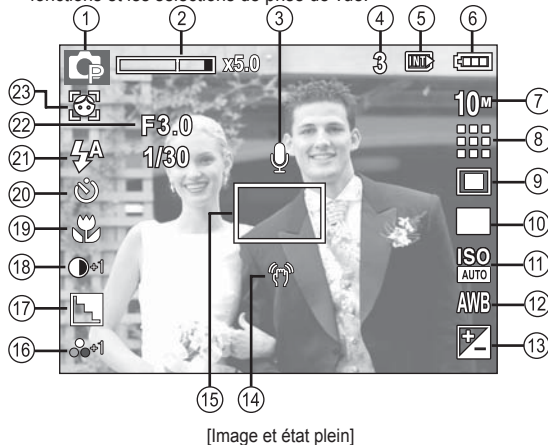 fonctions et les sélections de prise de vue.
1 2 3 4 5 6
3 INT
x5.0
F3.0
1/30
10M
ISO
AUTO
AWB
+1
+1
A
P
23
22
21
20
19
18
17
16
7
8
9
10
11
12
13
15 14
[Image et état plein]